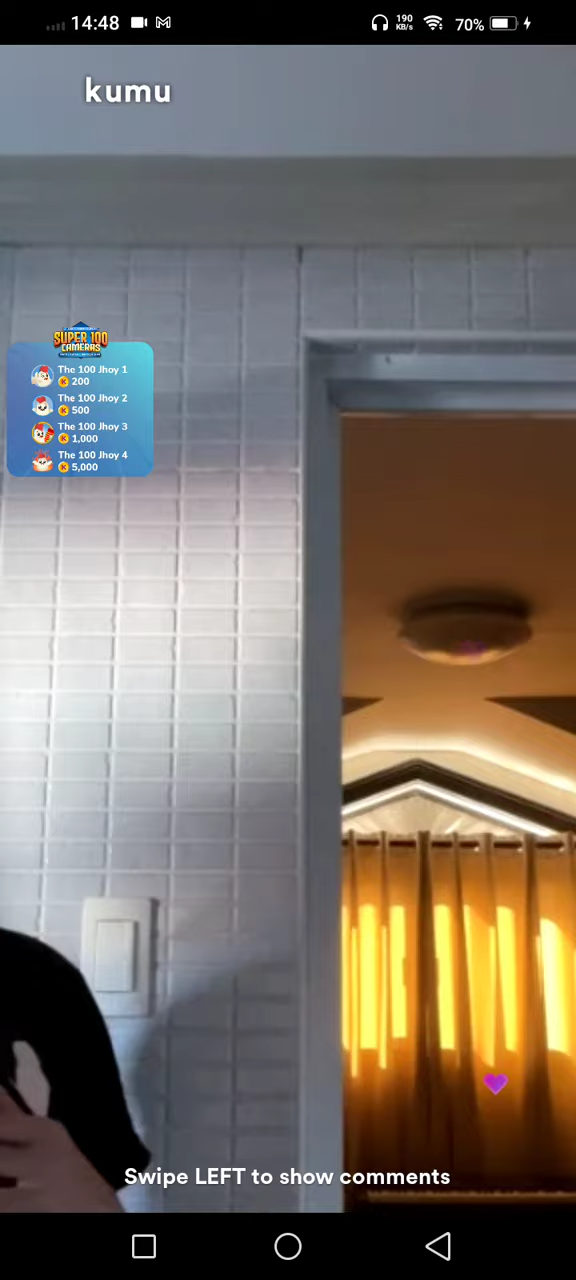 14:48
190
KB/s
70%
kumu
SUPER 100
CAMERAS
The 100 Jhoy 1
K 200
The 100 Jhoy 2
K 500
The 100 Jhoy 3
K 1,000
The 100 Jhoy 4
K 5,000
Swipe LEFT to show comments